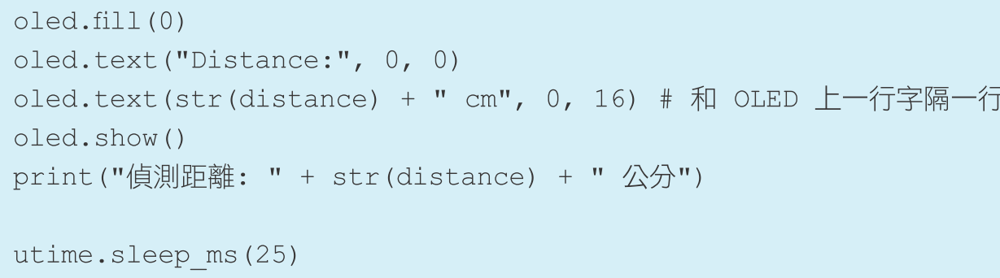 oled.fill(0)
oled.text("Distance:", 0, 0)
oled.text(str(distance) + " cm", 0, 16) # 和 OLED 上一行字隔一行
oled.show()
print("偵測距離: " + str(distance) + " 公分")
utime.sleep_ms(25)